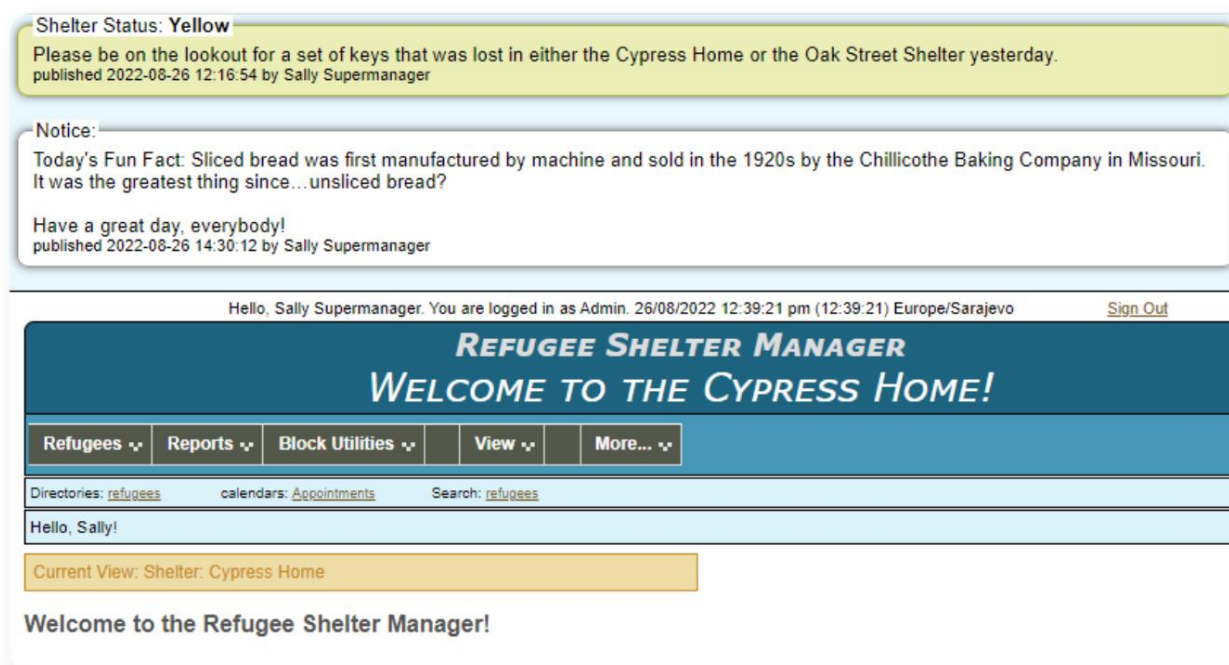 Shelter Status: Yellow
Please be on the lookout for a set of keys that was lost in either the Cypress Home or the Oak Street Shelter yesterday.
published 2022-08-26 12:16:54 by Sally Supermanager
Notice:
Today's Fun Fact: Sliced bread was first manufactured by machine and sold in the 1920s by the Chillicothe Baking Company in Missouri.
It was the greatest thing since…unsliced bread?
Have a great day, everybody!
published 2022-08-26 14:30:12 by Sally Supermanager
Hello, Sally Supermanager. You are logged in as Admin. 26/08/2022 12:39:21 pm (12:39:21) Europe/Sarajevo Sign Out
Refugee Shelter Manager
Welcome to the Cypress Home!
Refugees Reports Block Utilities View More...
Directories: refugees calendars: Appointments Search: refugees
Hello, Sally!
Current View: Shelter: Cypress Home
Welcome to the Refugee Shelter Manager!